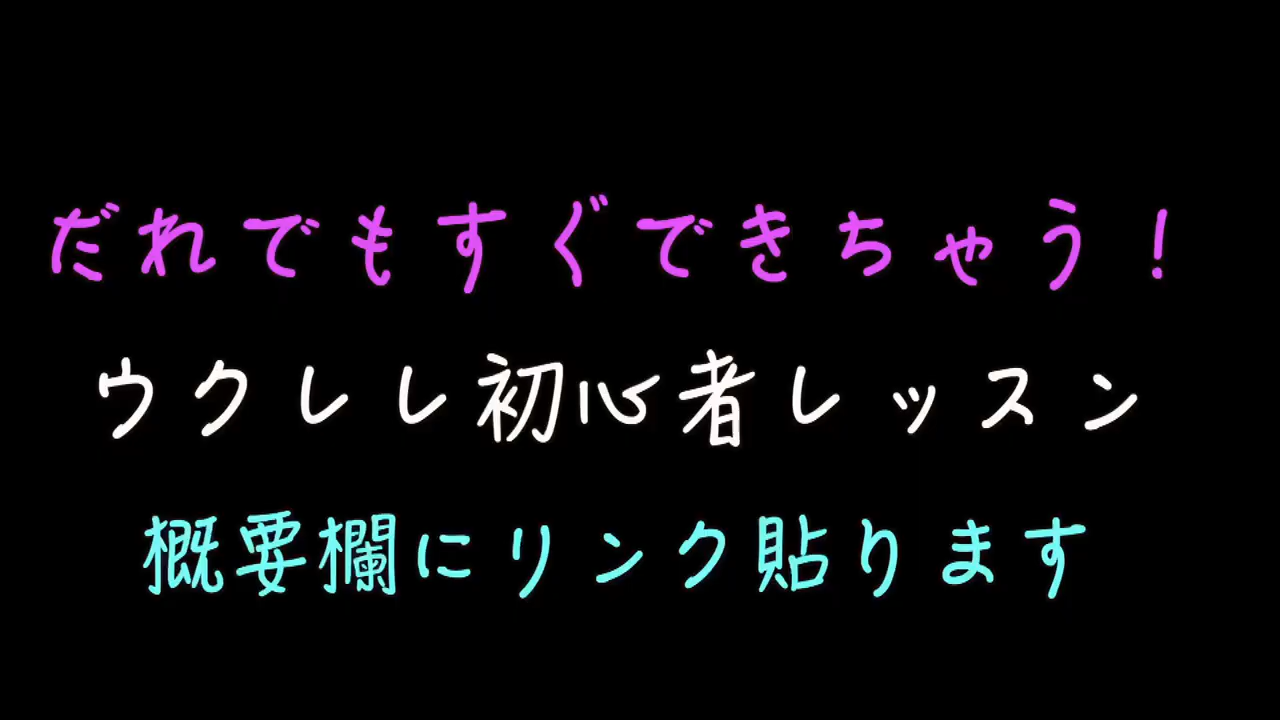 だれでもすぐできちゃう！
ウクレレ初心者レッスン
概要欄にリンク貼ります